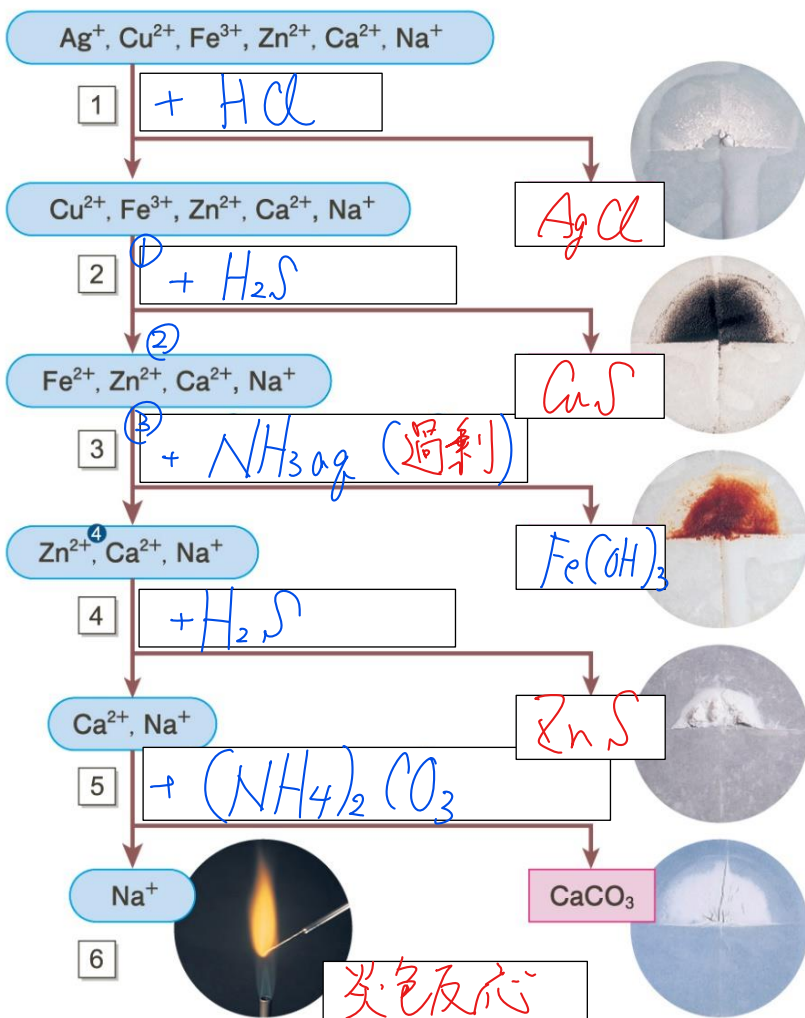 Ag⁺, Cu²⁺, Fe³⁺, Zn²⁺, Ca²⁺, Na⁺
1
+ HCl
Cu²⁺, Fe³⁺, Zn²⁺, Ca²⁺, Na⁺
AgCl
①
2
+ H₂S
②
Fe²⁺, Zn²⁺, Ca²⁺, Na⁺
CuS
③
3
+ NH₃aq (過剰)
④
Zn²⁺, Ca²⁺, Na⁺
Fe(OH)₃
4
+H₂S
Ca²⁺, Na⁺
ZnS
5
+ (NH₄)₂CO₃
Na⁺
CaCO₃
6
炎色反応